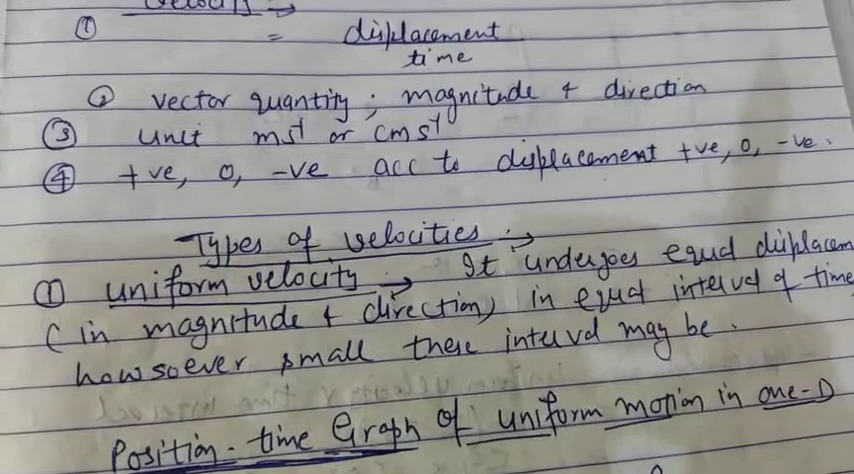 velocity →
① = displacement
time
② vector quantity ; magnitude & direction
③ unit ms⁻¹ or cms⁻¹
④ +ve, 0, -ve acc to displacement +ve, 0, -ve.
Types of velocities :→
① uniform velocity → It undergoes equal displacem
( in magnitude & direction) in equal interval of time
howsoever small these interval may be.
Position - time Graph of uniform motion in one-D